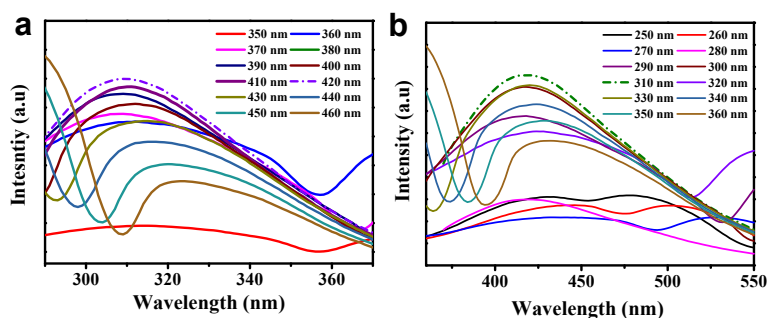 a
350 nm 360 nm
370 nm 380 nm
390 nm 400 nm
410 nm 420 nm
430 nm 440 nm
450 nm 460 nm
Intesntiy (a.u)
300 320 340 360
Wavelength (nm)
b
250 nm 260 nm
270 nm 280 nm
290 nm 300 nm
310 nm 320 nm
330 nm 340 nm
350 nm 360 nm
Intensity (a.u)
400 450 500 550
Wavelength (nm)